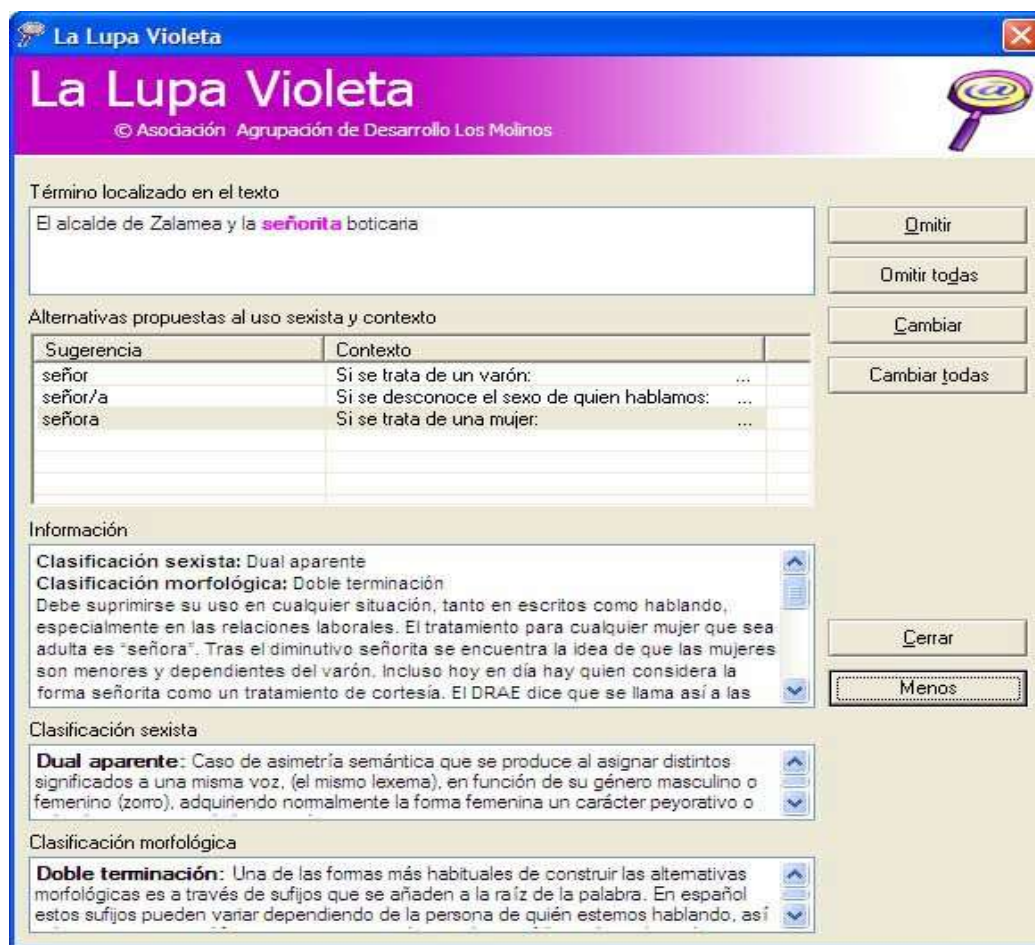 La Lupa Violeta
La Lupa Violeta
© Asociación Agrupación de Desarrollo Los Molinos
Término localizado en el texto
El alcalde de Zalamea y la señorita boticaria
Omitir
Omitir todas
Cambiar
Cambiar todas
Alternativas propuestas al uso sexista y contexto
Sugerencia Contexto
señor Si se trata de un varón: ...
señor/a Si se desconoce el sexo de quien hablamos: ...
señora Si se trata de una mujer: ...
Información
Clasificación sexista: Dual aparente
Clasificación morfológica: Doble terminación
Debe suprimirse su uso en cualquier situación, tanto en escritos como hablando,
especialmente en las relaciones laborales. El tratamiento para cualquier mujer que sea
adulta es "señora". Tras el diminutivo señorita se encuentra la idea de que las mujeres
son menores y dependientes del varón. Incluso hoy en día hay quien considera la
forma señorita como un tratamiento de cortesía. El DRAE dice que se llama así a las
Cerrar
Menos
Clasificación sexista
Dual aparente: Caso de asimetría semántica que se produce al asignar distintos
significados a una misma voz, (el mismo lexema), en función de su género masculino o
femenino (zorro), adquiriendo normalmente la forma femenina un carácter peyorativo o
Clasificación morfológica
Doble terminación: Una de las formas más habituales de construir las alternativas
morfológicas es a través de sufijos que se añaden a la raíz de la palabra. En español
estos sufijos pueden variar dependiendo de la persona de quién estemos hablando, así